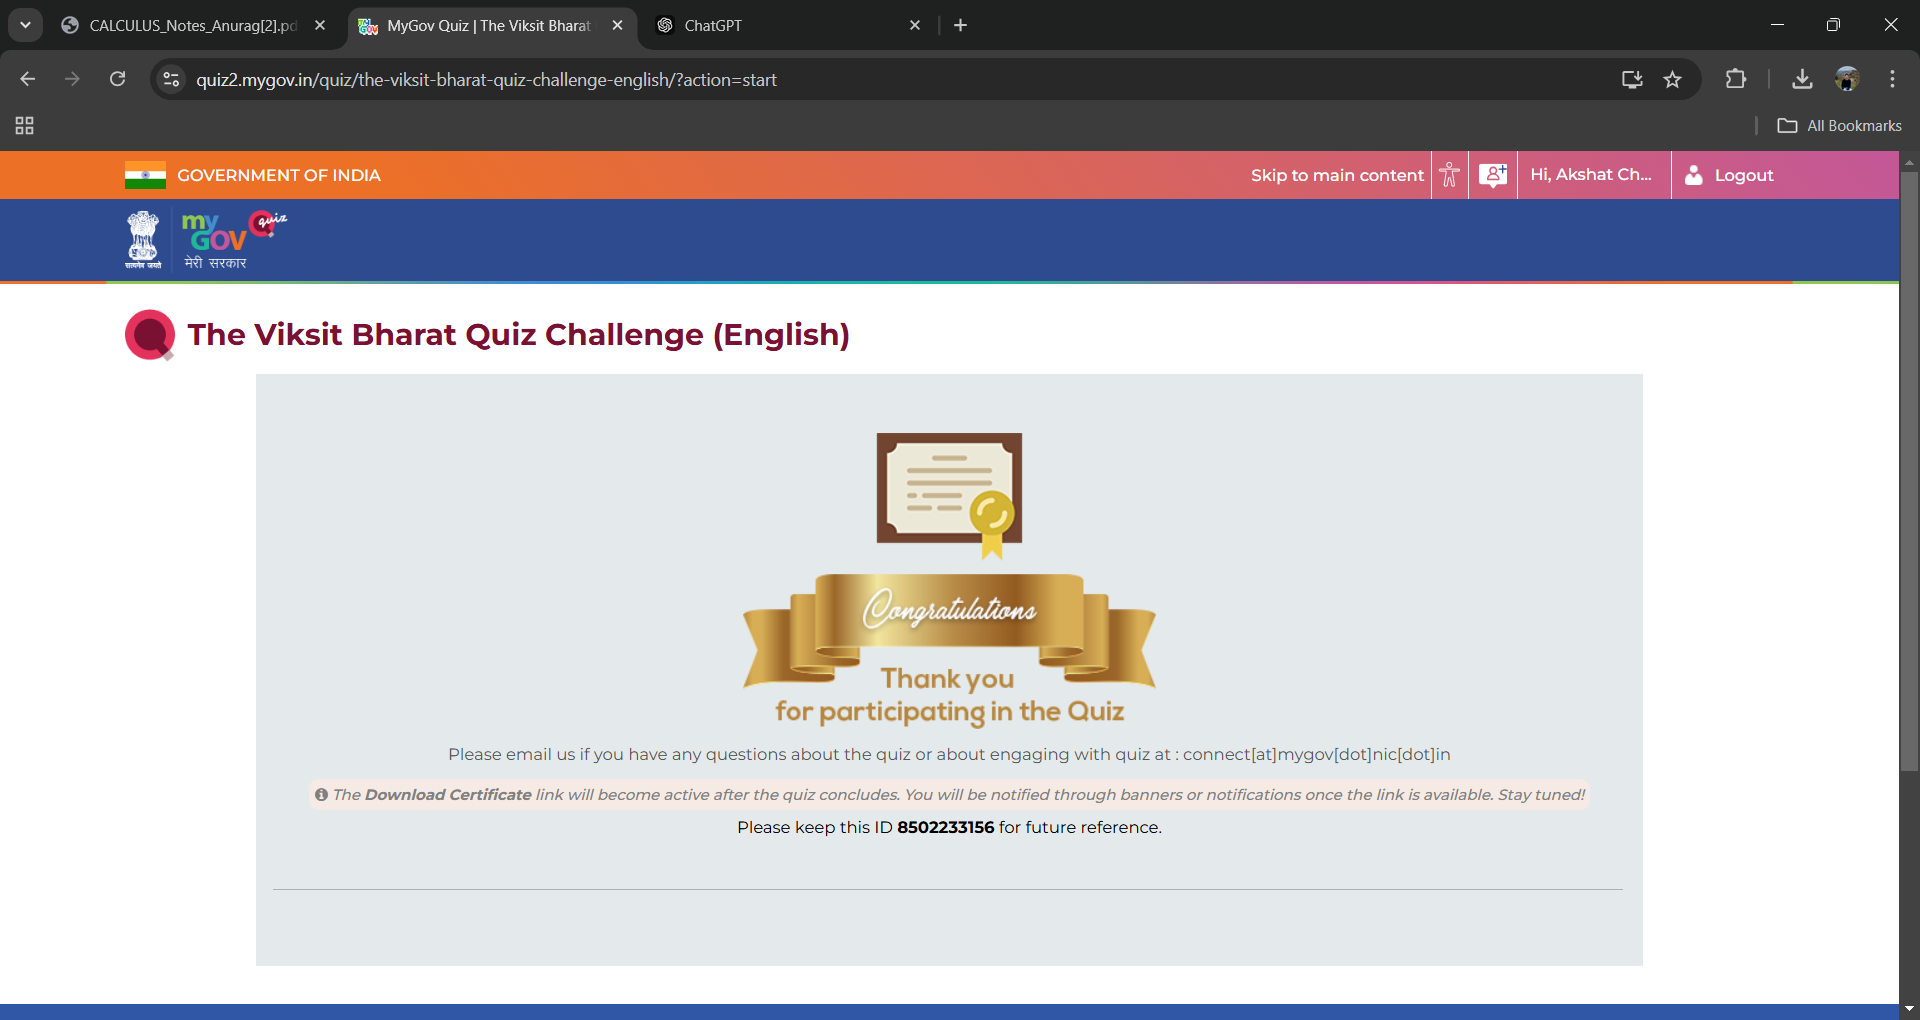 CALCULUS_Notes_Anurag[2].pd
MyGov Quiz | The Viksit Bharat
ChatGPT
quiz2.mygov.in/quiz/the-viksit-bharat-quiz-challenge-english/?action=start
All Bookmarks
GOVERNMENT OF INDIA
Skip to main content
Hi, Akshat Ch...
Logout
सत्यमेव जयते
my
GOV
quiz
मेरी सरकार
The Viksit Bharat Quiz Challenge (English)
Congratulations
Thank you
for participating in the Quiz
Please email us if you have any questions about the quiz or about engaging with quiz at : connect[at]mygov[dot]nic[dot]in
The Download Certificate link will become active after the quiz concludes. You will be notified through banners or notifications once the link is available. Stay tuned!
Please keep this ID 8502233156 for future reference.